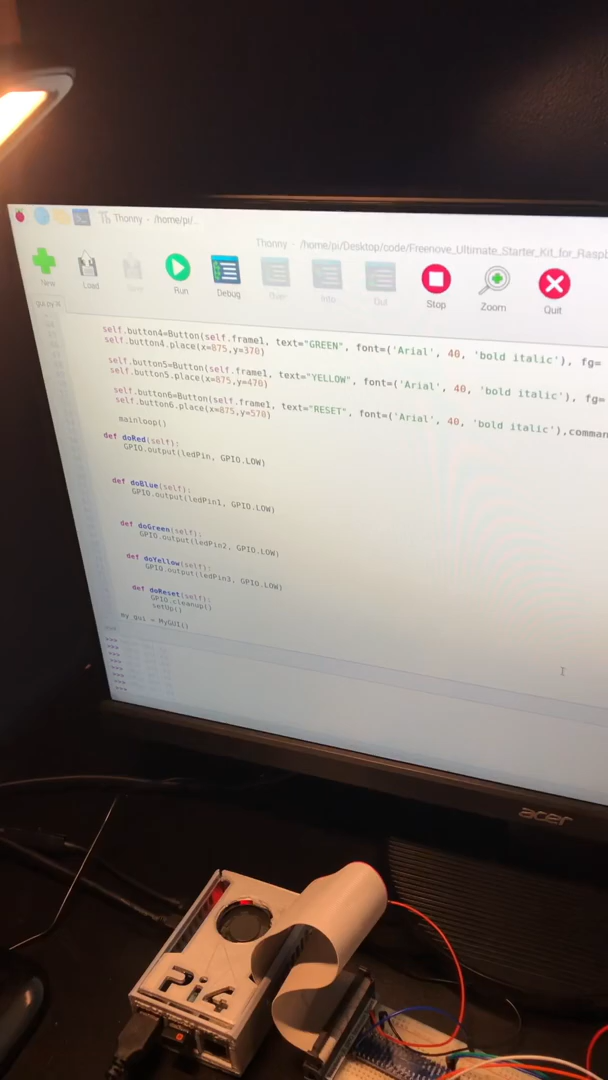 Thonny - /home/pi/...
Thonny - /home/pi/Desktop/code/Freenove_Ultimate_Starter_Kit_for_Raspb
New Load Save Run Debug Over Into Out Stop Zoom Quit
self.button4=Button(self.frame1, text="GREEN", font=('Arial', 40, 'bold italic'), fg=
self.button4.place(x=875,y=370)
self.button5=Button(self.frame1, text="YELLOW", font=('Arial', 40, 'bold italic'), fg=
self.button5.place(x=875,y=470)
self.button6=Button(self.frame1, text="RESET", font=('Arial', 40, 'bold italic'),comman
self.button6.place(x=875,y=570)
mainloop()
def doRed(self):
GPIO.output(ledPin, GPIO.LOW)
def doBlue(self):
GPIO.output(ledPin1, GPIO.LOW)
def doGreen(self):
GPIO.output(ledPin2, GPIO.LOW)
def doYellow(self):
GPIO.output(ledPin3, GPIO.LOW)
def doReset(self):
GPIO.cleanup()
setUp()
my_gui = MyGUI()
>>>
>>>
>>>
>>>
>>>
>>>
>>>
acer
Pi4